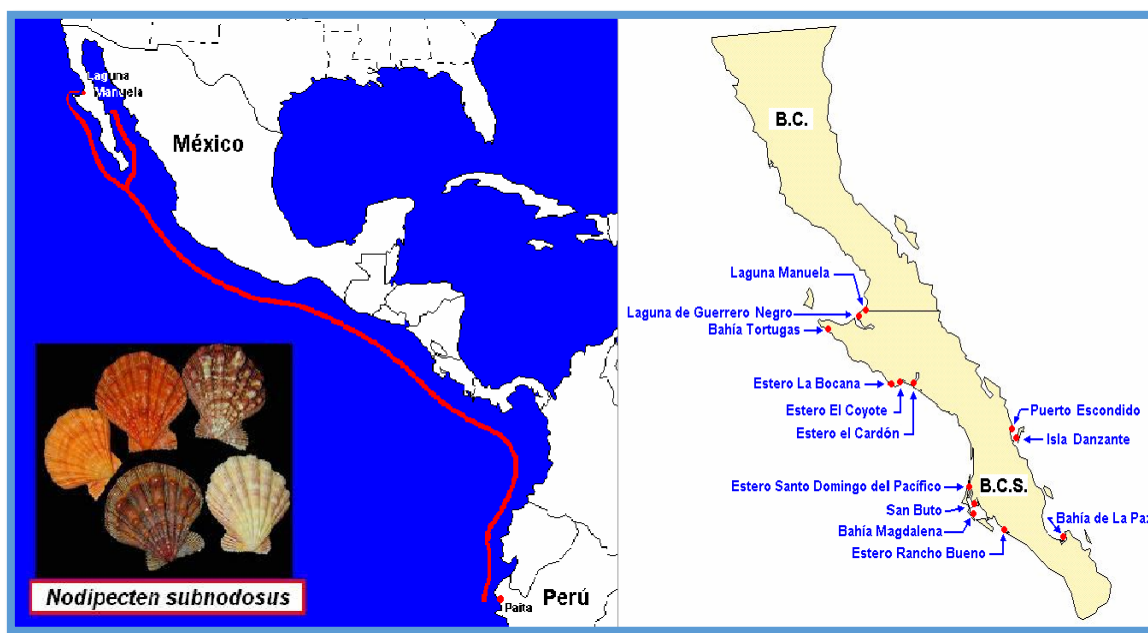 Laguna
Manuela
México
Nodipecten subnodosus
Perú
Paita
B.C.
Laguna Manuela
Laguna de Guerrero Negro
Bahía Tortugas
Estero La Bocana
Estero El Coyote
Estero el Cardón
Puerto Escondido
Isla Danzante
Estero Santo Domingo del Pacífico
B.C.S.
San Buto
Bahía de La Paz
Bahía Magdalena
Estero Rancho Bueno